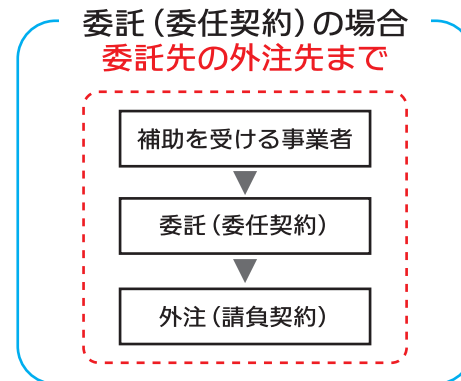 委託（委任契約）の場合
委託先の外注先まで
補助を受ける事業者
委託（委任契約）
外注（請負契約）